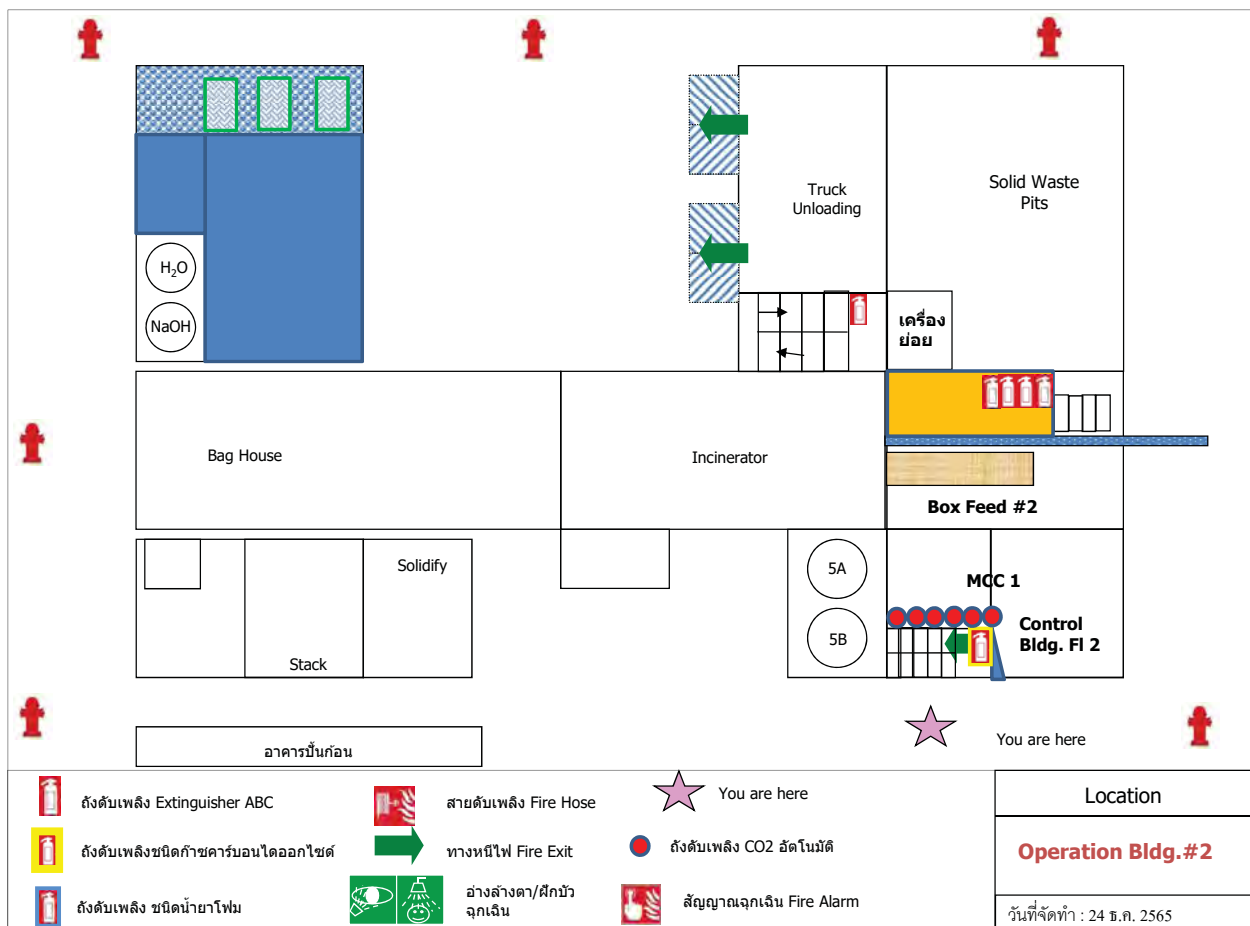 Truck
Unloading
Solid Waste
Pits
H₂O
NaOH
เครื่อง
ย่อย
Bag House
Incinerator
Box Feed #2
Solidify
Stack
5A
5B
MCC 1
Control
Bldg. Fl 2
You are here
อาคารปั้นก้อน
ถังดับเพลิง Extinguisher ABC
สายดับเพลิง Fire Hose
You are here
Location
ถังดับเพลิงชนิดก๊าซคาร์บอนไดออกไซด์
ทางหนีไฟ Fire Exit
ถังดับเพลิง CO2 อัตโนมัติ
Operation Bldg.#2
ถังดับเพลิง ชนิดน้ำยาโฟม
อ่างล้างตา/ฝักบัว
ฉุกเฉิน
สัญญาณฉุกเฉิน Fire Alarm
วันที่จัดทำ : 24 ธ.ค. 2565